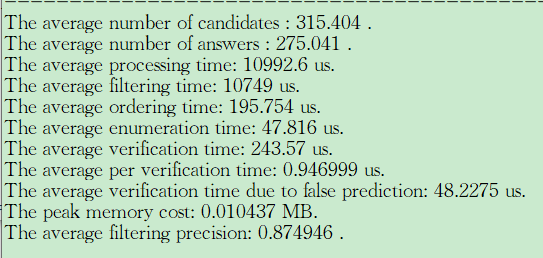 The average number of candidates : 315.404 .
The average number of answers : 275.041 .
The average processing time: 10992.6 us.
The average filtering time: 10749 us.
The average ordering time: 195.754 us.
The average enumeration time: 47.816 us.
The average verification time: 243.57 us.
The average per verification time: 0.946999 us.
The average verification time due to false prediction: 48.2275 us.
The peak memory cost: 0.010437 MB.
The average filtering precision: 0.874946 .